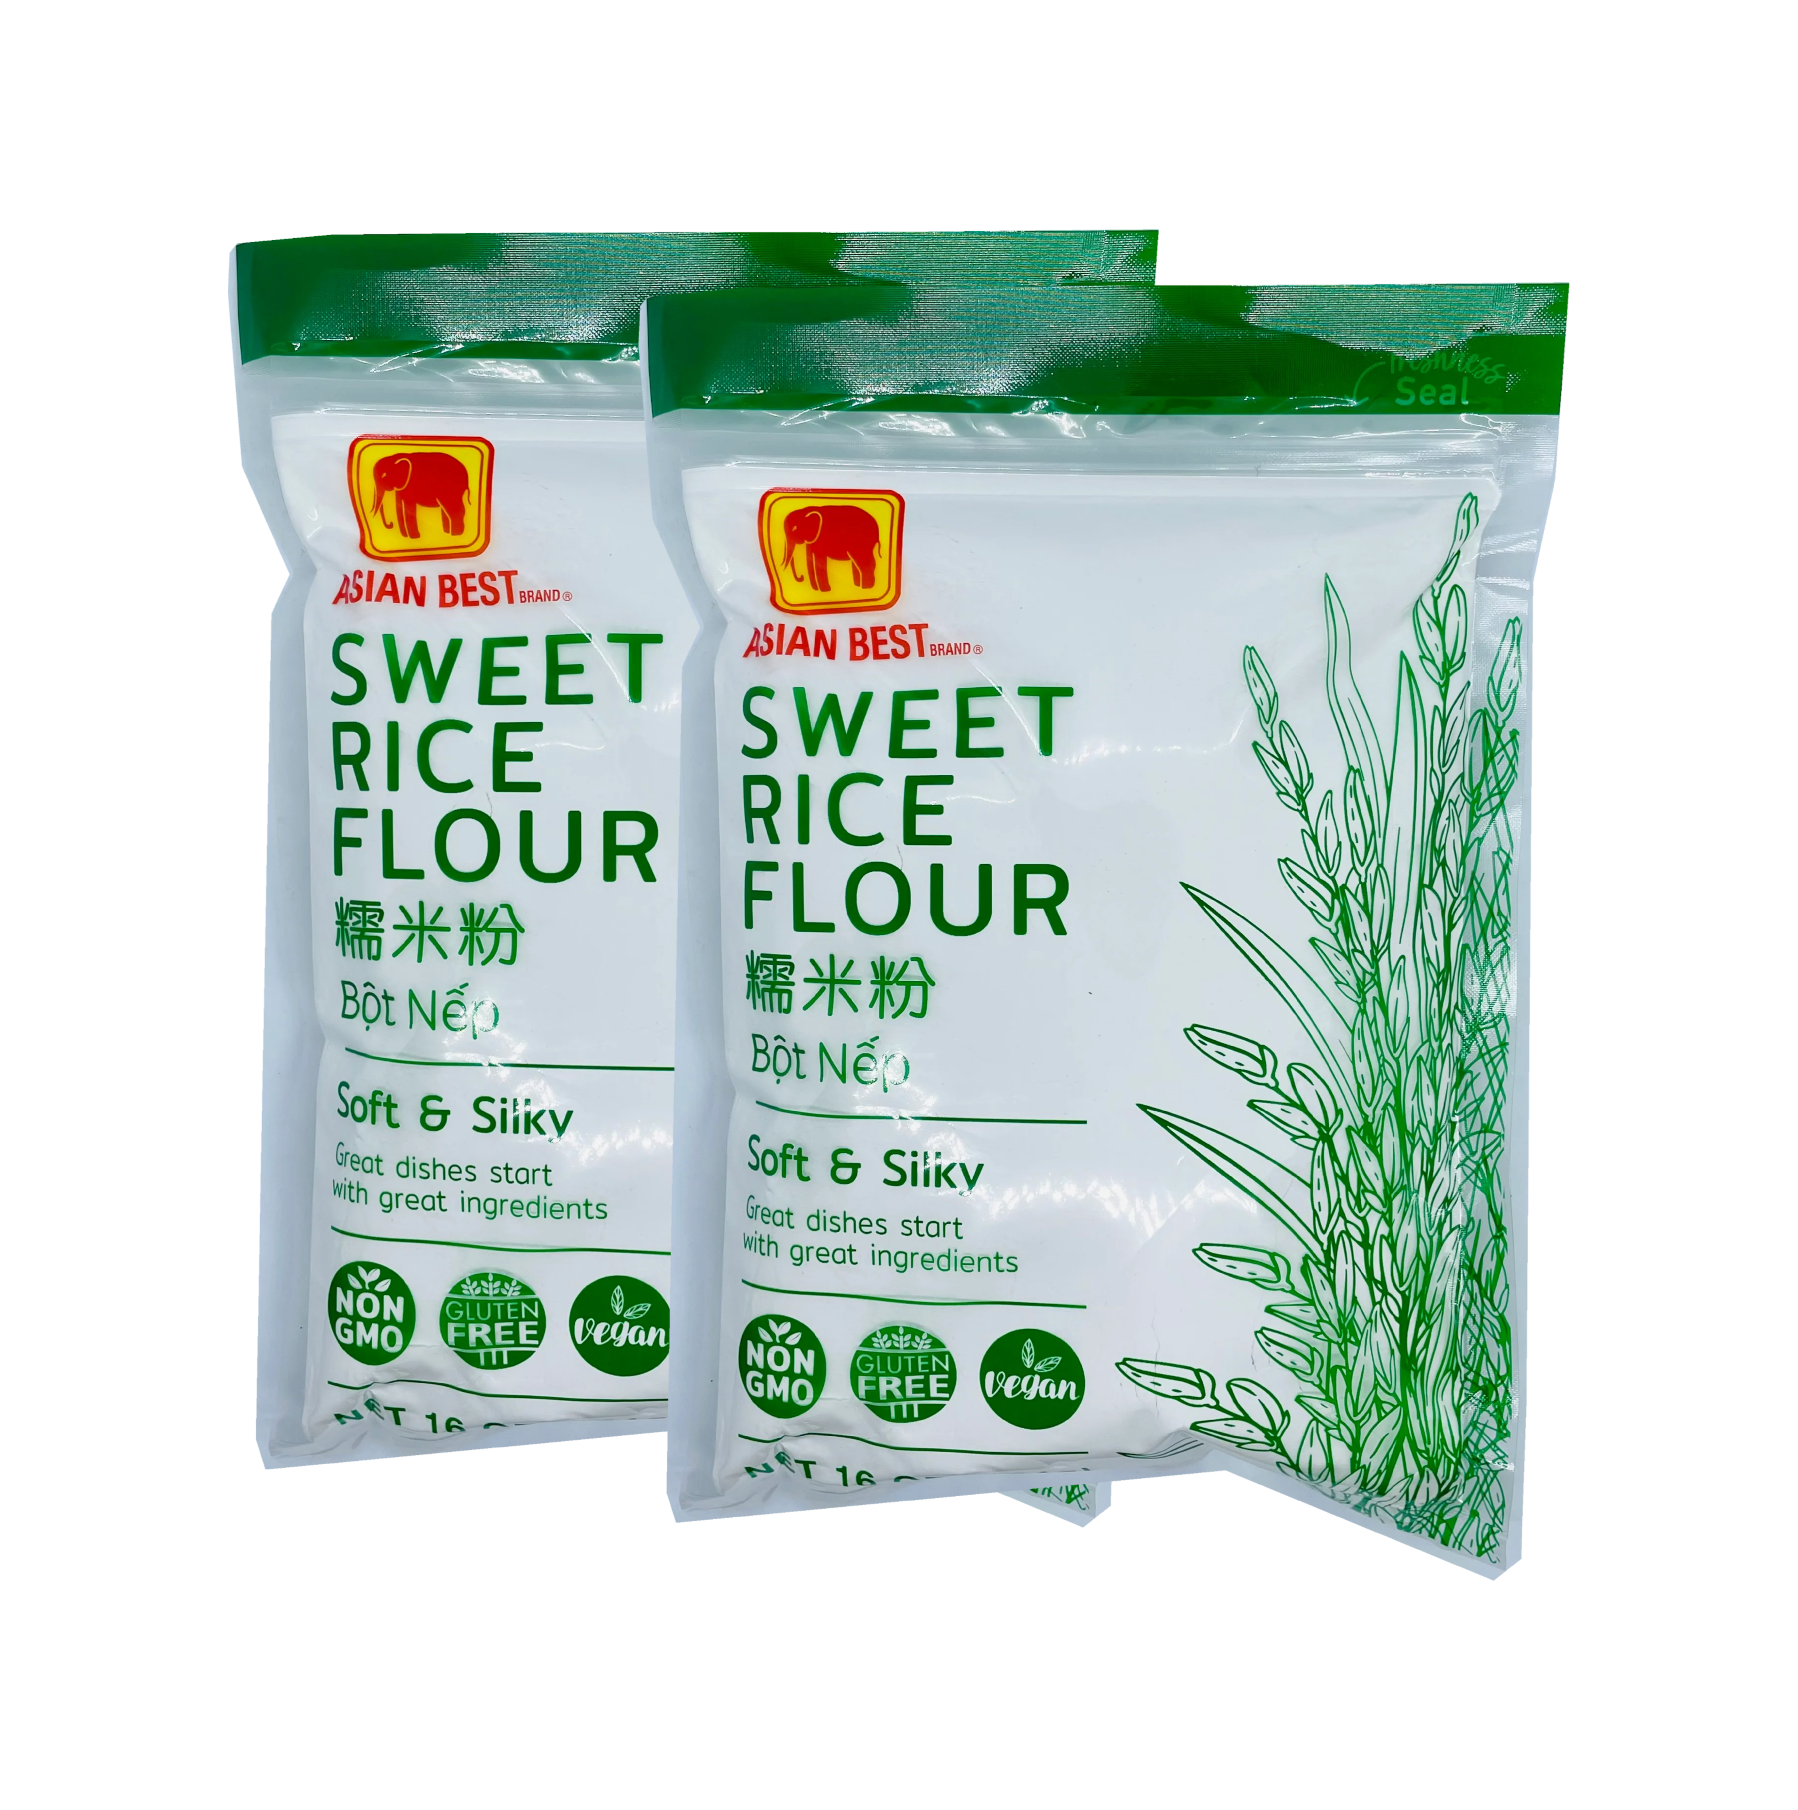 ASIAN BEST BRAND®
SWEET
RICE
FLOUR
糯米粉
Bột Nếp
Soft & Silky
Great dishes start
with great ingredients
NON
GMO
GLUTEN
FREE
vegan
NET 16
freshness
Seal
ASIAN BEST BRAND®
SWEET
RICE
FLOUR
糯米粉
Bột Nếp
Soft & Silky
Great dishes start
with great ingredients
NON
GMO
GLUTEN
FREE
vegan
NET 16